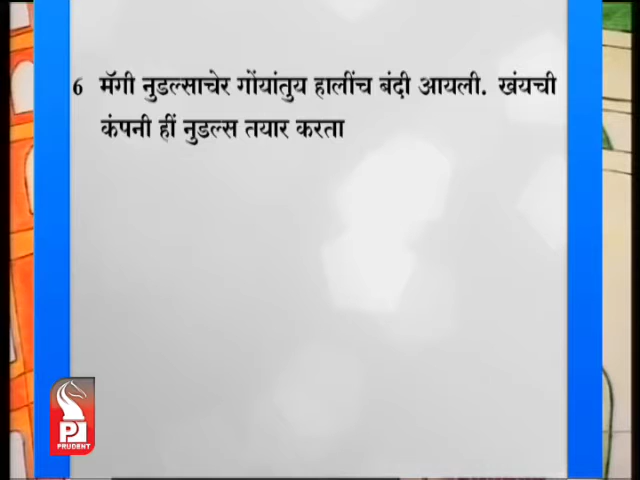 6 मॅगी नुडल्साचेर गोंयांतुय हालींच बंदी आयली. खंयची
कंपनी हीं नुडल्स तयार करता
PRUDENT